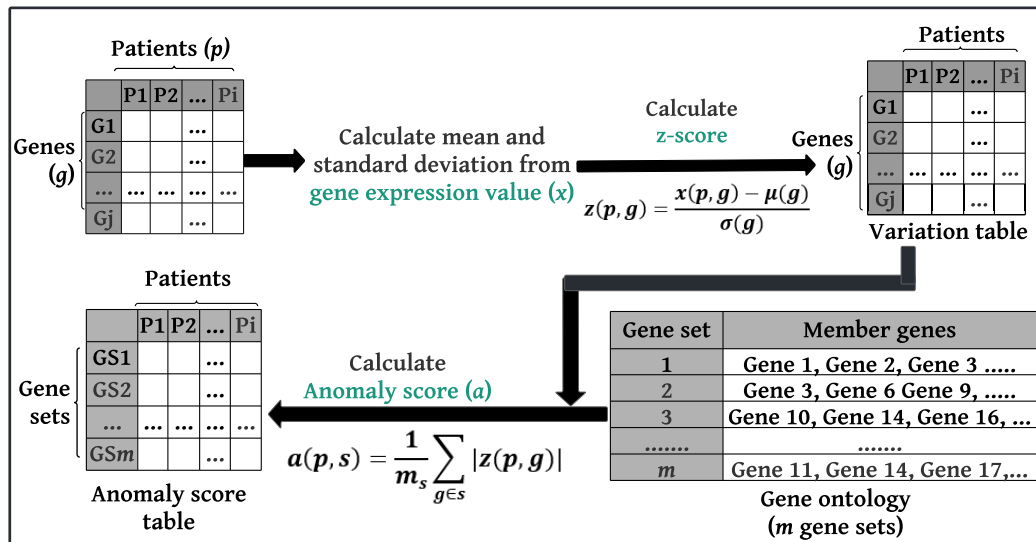 Patients (p)
P1 P2 ... Pi
G1 ...
G2 ...
... ... ... ... ...
Gj ...
Genes (g)
Calculate mean and
standard deviation from
gene expression value (x)
Calculate
z-score
z(p,g) = (x(p,g) − μ(g)) / σ(g)
Patients
P1 P2 ... Pi
G1 ...
G2 ...
... ... ... ... ...
Gj ...
Genes
(g)
Variation table
Gene set Member genes
1 Gene 1, Gene 2, Gene 3 .....
2 Gene 3, Gene 6 Gene 9, .....
3 Gene 10, Gene 14, Gene 16, ...
....... .......
m Gene 11, Gene 14, Gene 17,...
Gene ontology
(m gene sets)
Calculate
Anomaly score (a)
a(p,s) = 1/mₛ ∑g∈s |z(p,g)|
Patients
P1 P2 ... Pi
GS1 ...
GS2 ...
... ... ... ... ...
GSm ...
Gene
sets
Anomaly score
table